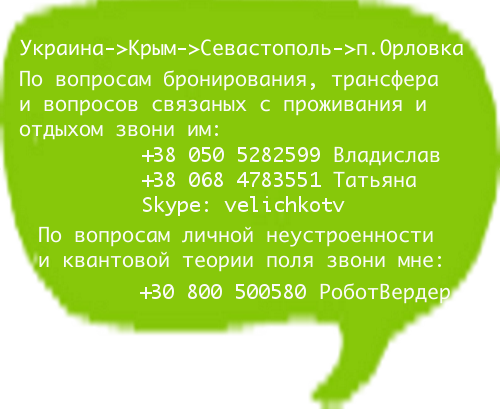 Украина->Крым->Севастополь->п.Орловка
По вопросам бронирования, трансфера
и вопросов связаных с проживания и
отдыхом звони им:
+38 050 5282599 Владислав
+38 068 4783551 Татьяна
Skype: velichkotv
По вопросам личной неустроенности
и квантовой теории поля звони мне:
+30 800 500580 РоботВердер